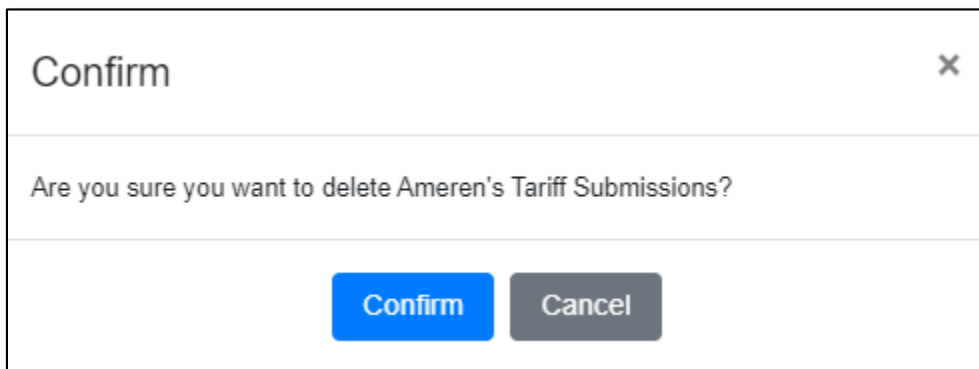 Confirm
×
Are you sure you want to delete Ameren's Tariff Submissions?
Confirm
Cancel